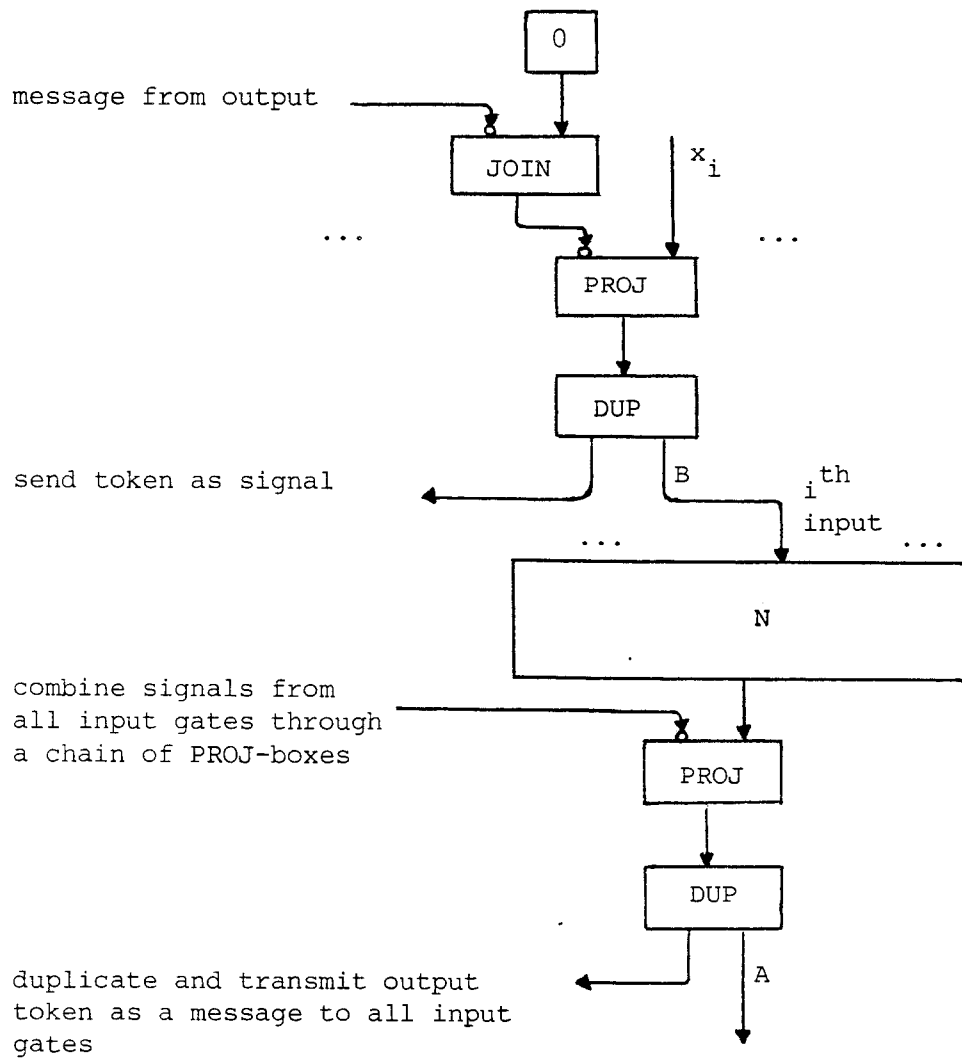 0
message from output
JOIN
x_i
...
...
PROJ
DUP
send token as signal
B
i^th
input
...
...
N
combine signals from
all input gates through
a chain of PROJ-boxes
PROJ
DUP
duplicate and transmit output
token as a message to all input
gates
A